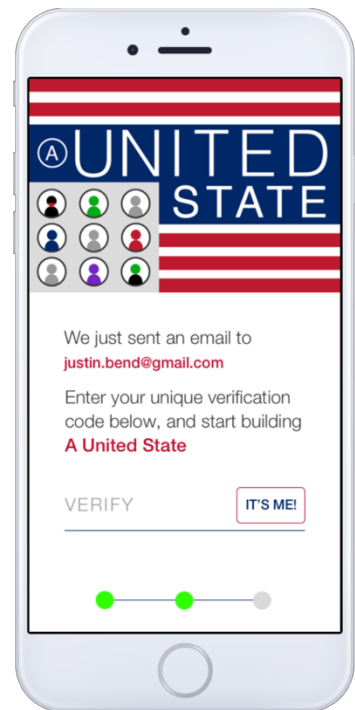 A UNITED
STATE
We just sent an email to
justin.bend@gmail.com
Enter your unique verification
code below, and start building
A United State
VERIFY IT'S ME!